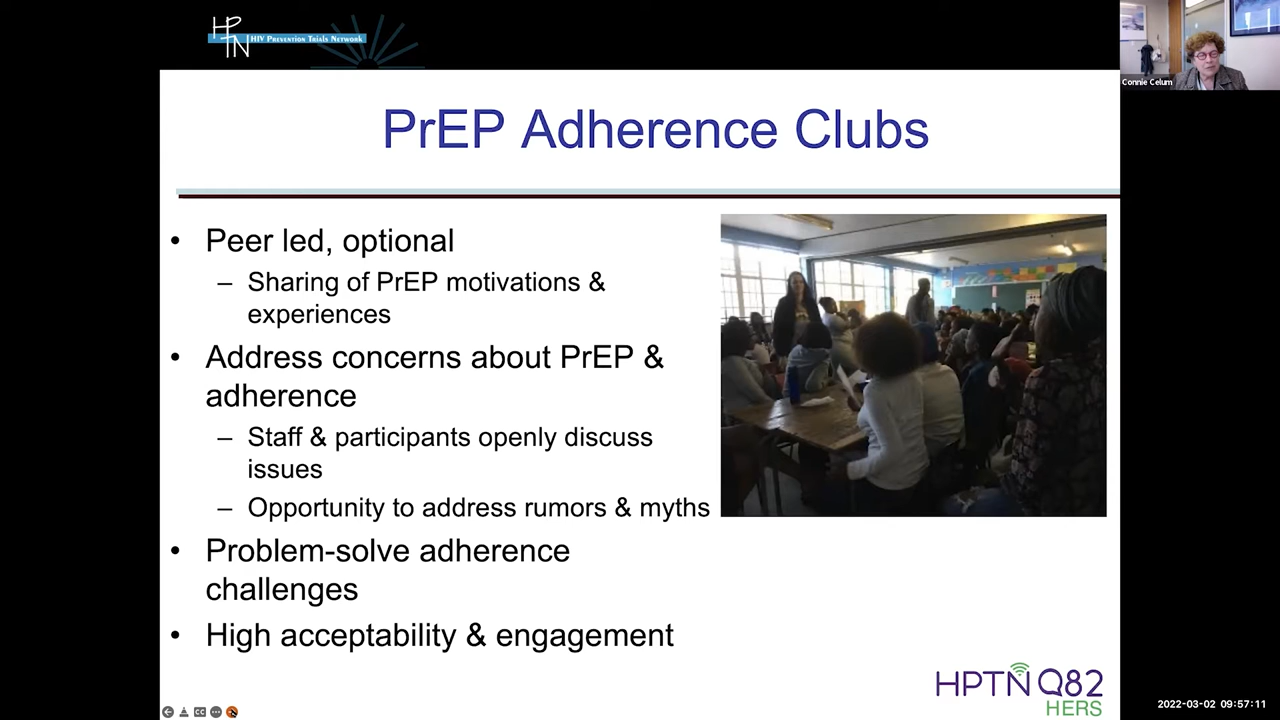 HPTN
HIV Prevention Trials Network
Connie Celum
PrEP Adherence Clubs
• Peer led, optional
– Sharing of PrEP motivations &
experiences
• Address concerns about PrEP &
adherence
– Staff & participants openly discuss
issues
– Opportunity to address rumors & myths
• Problem-solve adherence
challenges
• High acceptability & engagement
HPTN 082
HERS
CC
2022-03-02 09:57:11